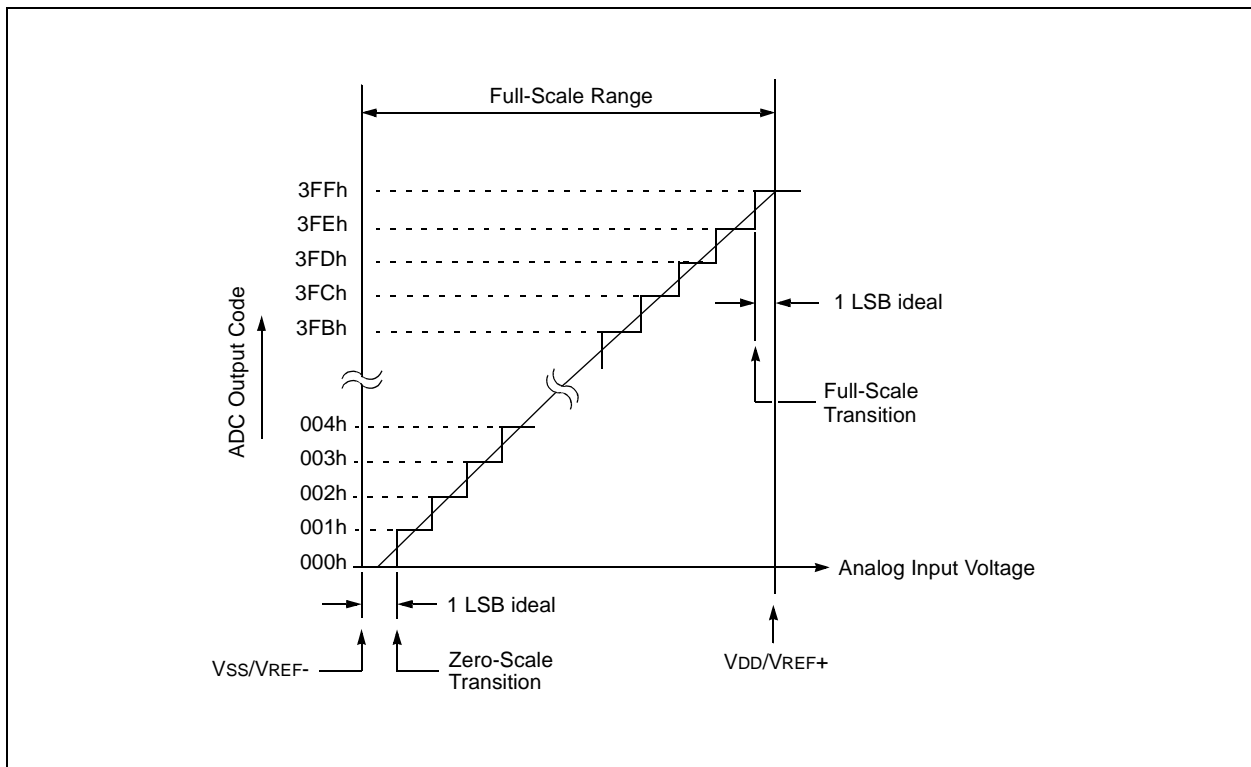 Full-Scale Range
3FFh
3FEh
3FDh
3FCh
3FBh
ADC Output Code
1 LSB ideal
Full-Scale
Transition
004h
003h
002h
001h
000h
Analog Input Voltage
1 LSB ideal
VSS/VREF-
Zero-Scale
Transition
VDD/VREF+